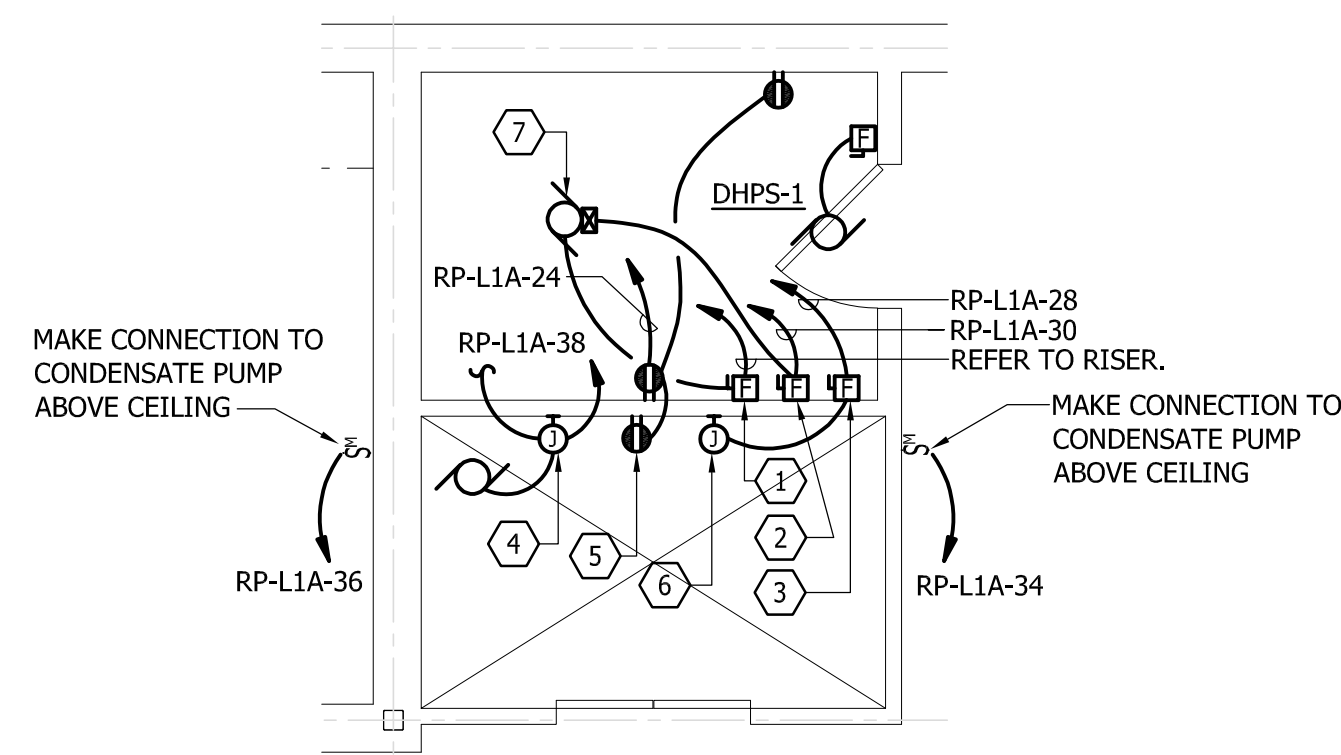 7
F
DHPS-1
RP-L1A-24
RP-L1A-28
RP-L1A-30
REFER TO RISER.
RP-L1A-38
MAKE CONNECTION TO
CONDENSATE PUMP
ABOVE CEILING
F
F
F
J
J
MAKE CONNECTION TO
CONDENSATE PUMP
ABOVE CEILING
SM
SM
1
2
3
4
5
6
RP-L1A-36
RP-L1A-34